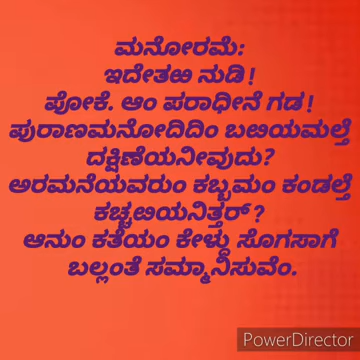 ಮನೋರಮೆ:
ಇದೇತಱ ನುಡಿ!
ಪೋಕೆ. ಆಂ ಪರಾಧೀನೆ ಗಡ!
ಪುರಾಣಮನೋದಿದಿಂ ಬಱಿಯಮಲ್ತೆ
ದಕ್ಷಿಣೆಯನೀವುದು?
ಅರಮನೆಯವರುಂ ಕಬ್ಬಮಂ ಕಂಡಲ್ತೆ
ಕಚ್ಚಱಿಯನಿತ್ತರ್?
ಆನುಂ ಕತೆಯಂ ಕೇಳ್ದು ಸೊಗಸಾಗೆ
ಬಲ್ಲಂತೆ ಸಮ್ಮಾನಿಸುವೆಂ.
PowerDirector